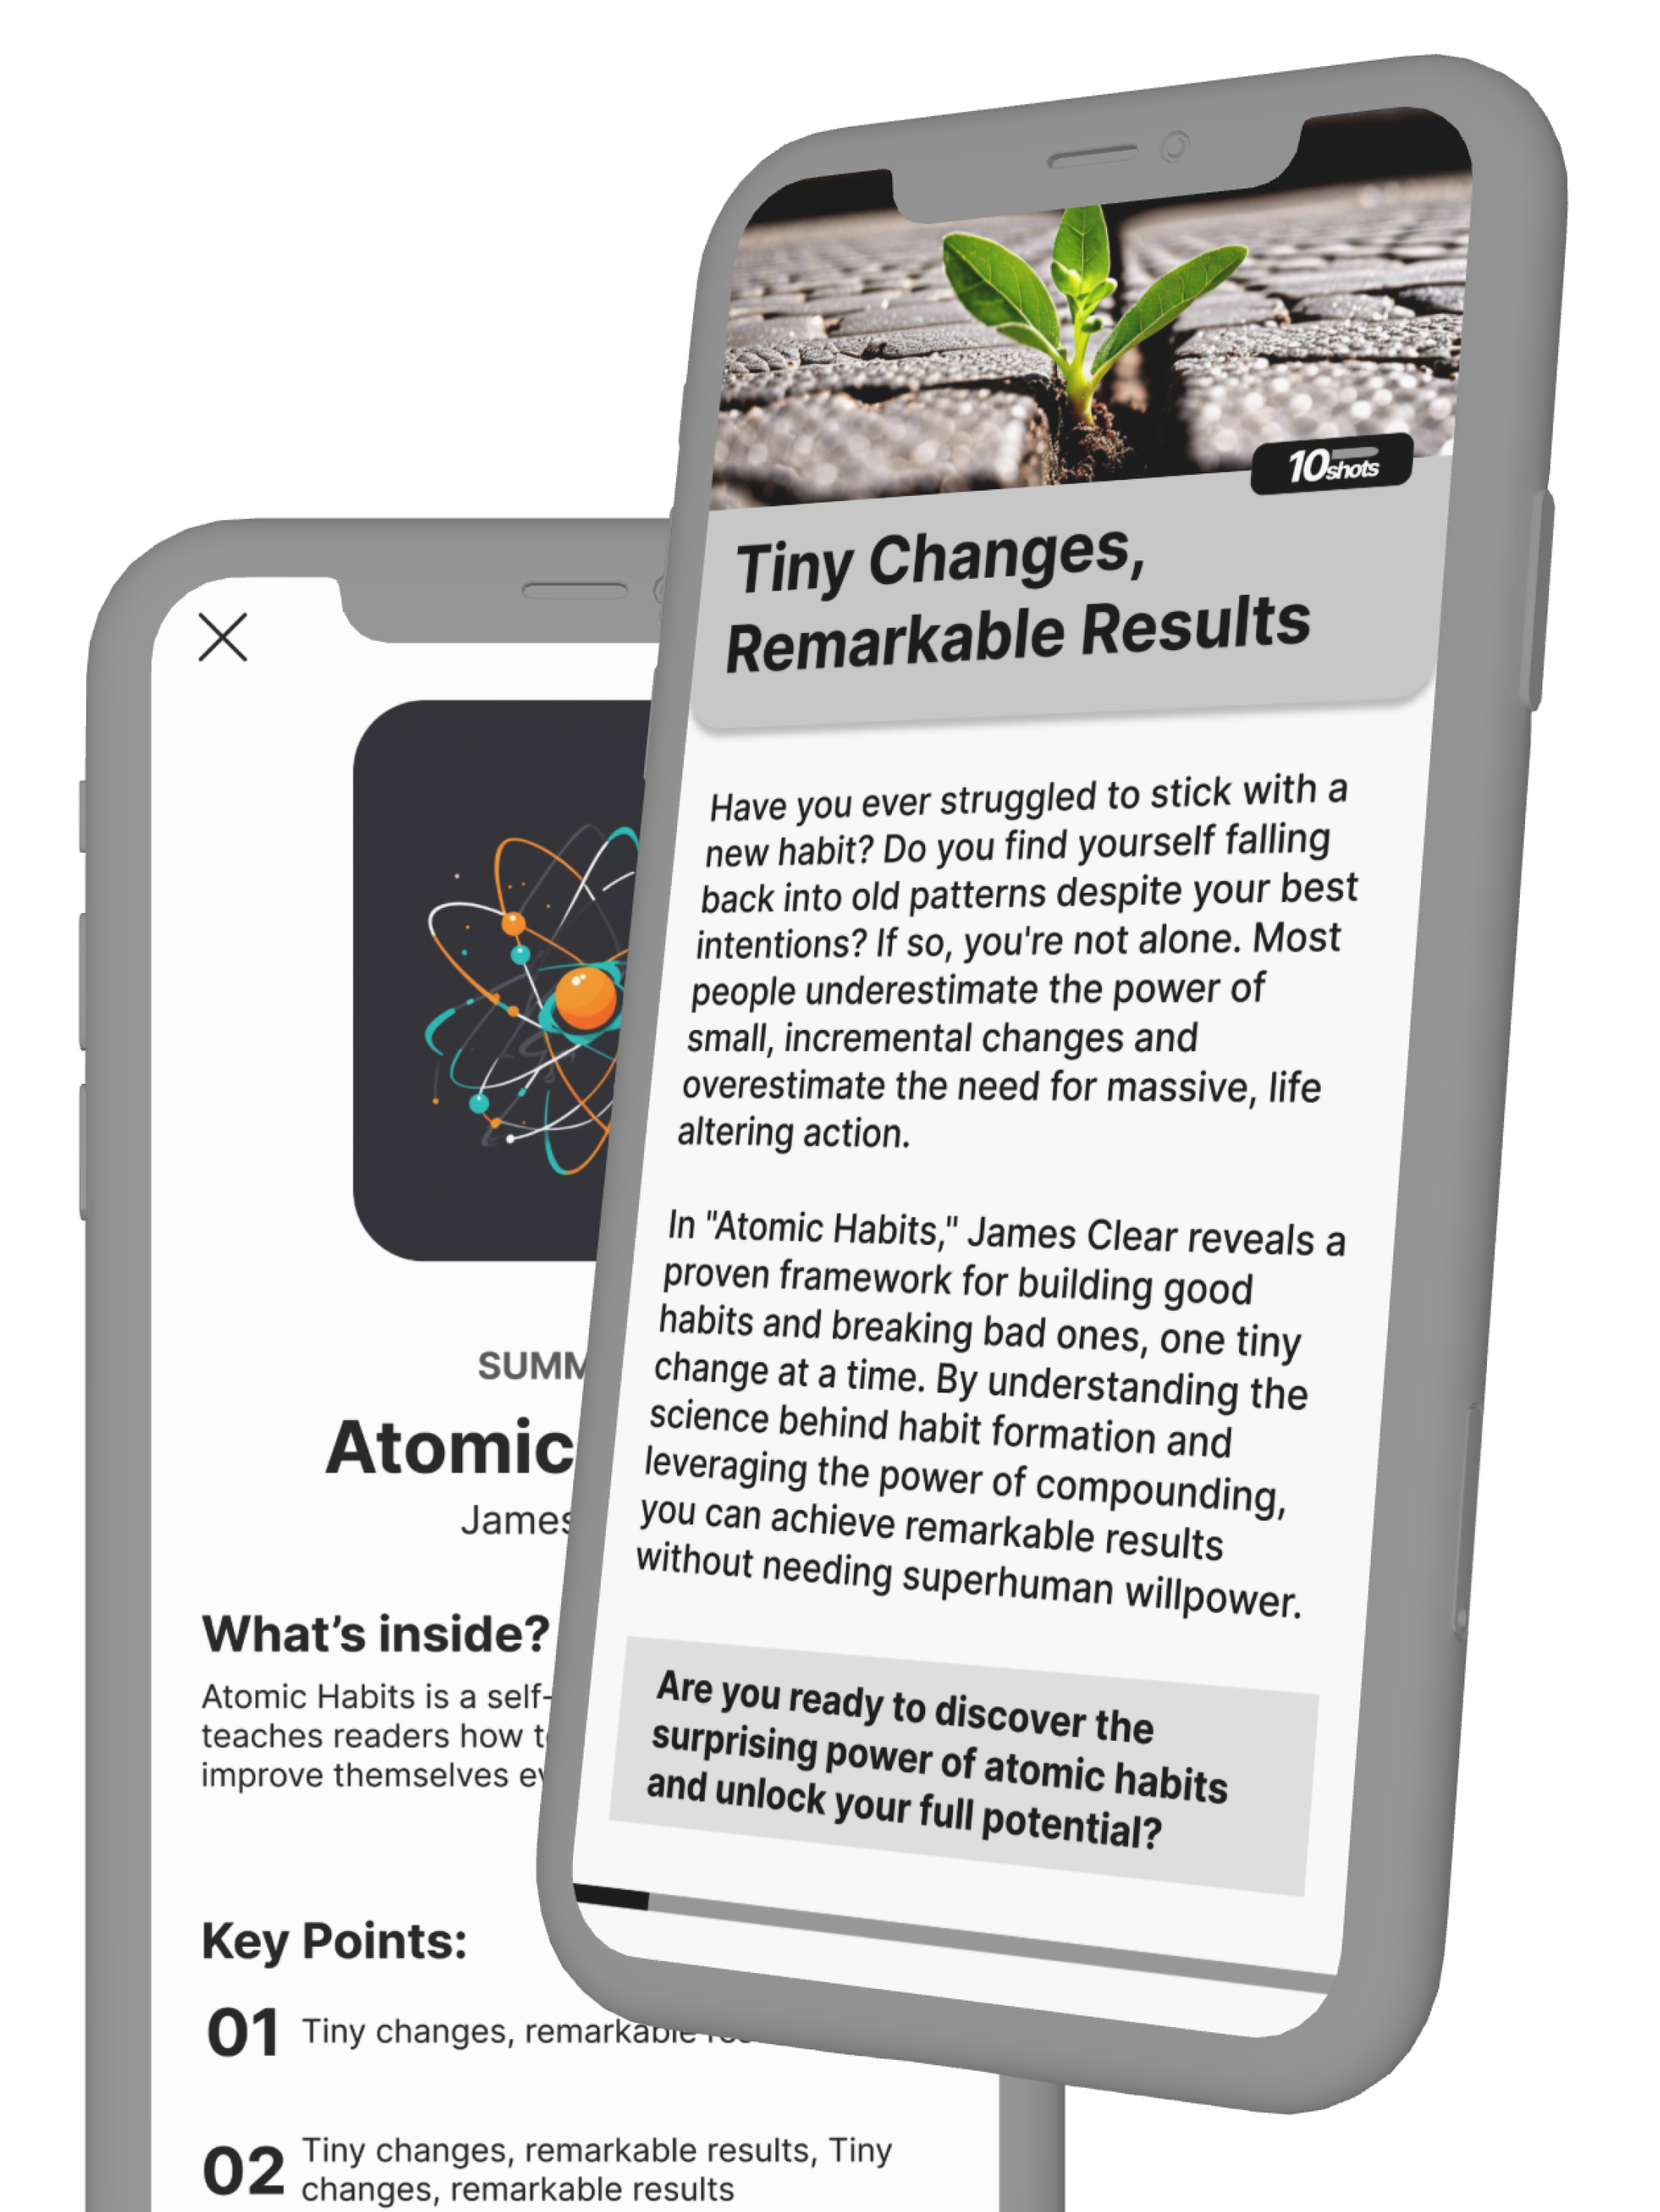 10shots
Tiny Changes,
Remarkable Results
Have you ever struggled to stick with a
new habit? Do you find yourself falling
back into old patterns despite your best
intentions? If so, you're not alone. Most
people underestimate the power of
small, incremental changes and
overestimate the need for massive, life
altering action.
In "Atomic Habits," James Clear reveals a
proven framework for building good
habits and breaking bad ones, one tiny
change at a time. By understanding the
science behind habit formation and
leveraging the power of compounding,
you can achieve remarkable results
without needing superhuman willpower.
Are you ready to discover the
surprising power of atomic habits
and unlock your full potential?
SUMM
Atomic
James
What’s inside?
Atomic Habits is a self-
teaches readers how
improve themselves
Key Points:
01 Tiny changes, remarkable
02 Tiny changes, remarkable results, Tiny
changes, remarkable results